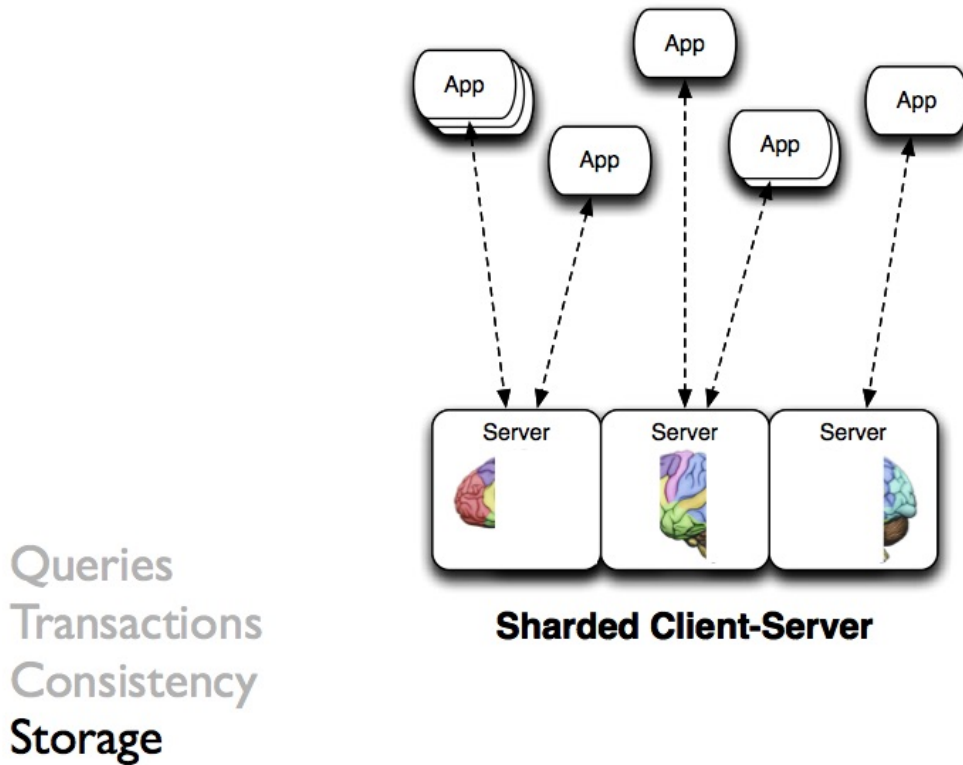 App
App
App
App
App
Server
Server
Server
Sharded Client-Server
Queries
Transactions
Consistency
Storage